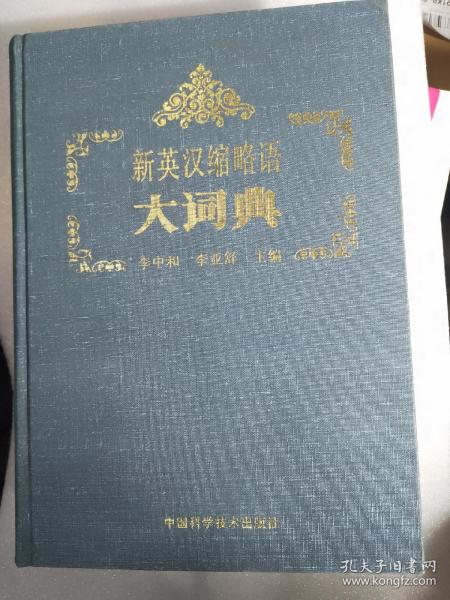 新英汉缩略语
大词典
李中和 李亚舒 主编
中国科学技术出版社
孔夫子旧书网
www.kongfz.com